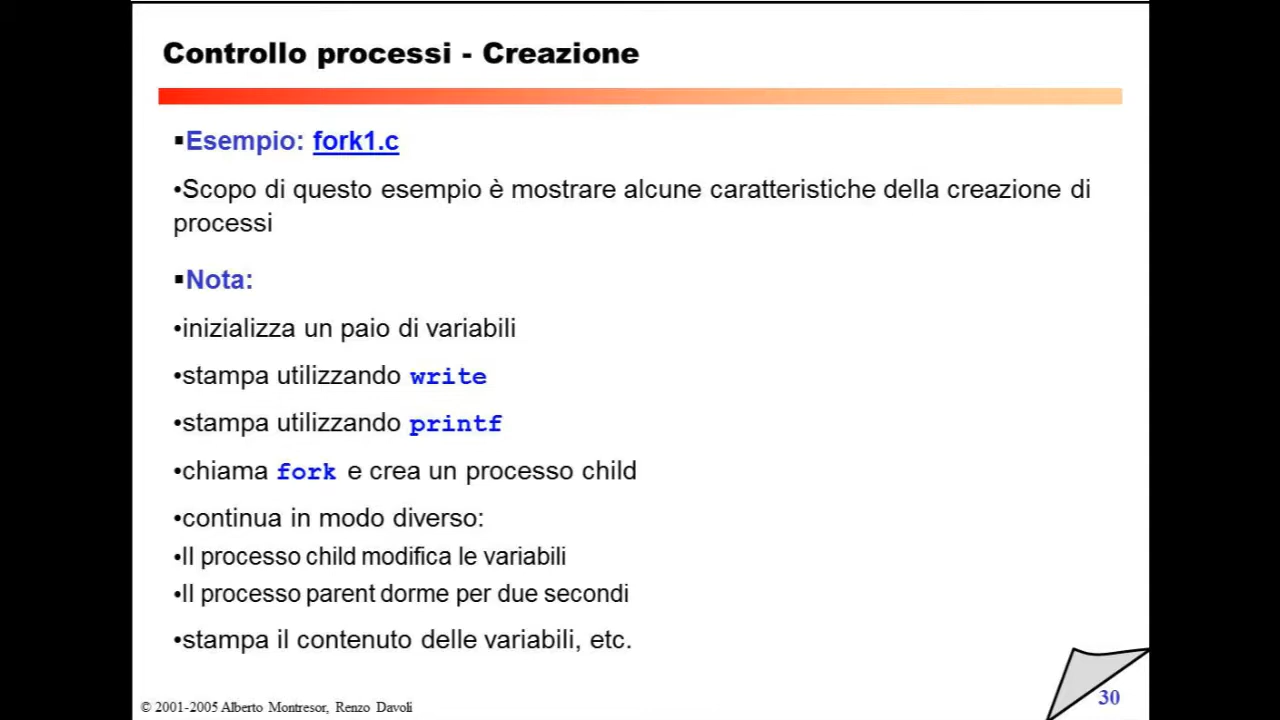 Controllo processi - Creazione
▪Esempio: fork1.c
•Scopo di questo esempio è mostrare alcune caratteristiche della creazione di
processi
▪Nota:
•inizializza un paio di variabili
•stampa utilizzando write
•stampa utilizzando printf
•chiama fork e crea un processo child
•continua in modo diverso:
•Il processo child modifica le variabili
•Il processo parent dorme per due secondi
•stampa il contenuto delle variabili, etc.
© 2001-2005 Alberto Montresor, Renzo Davoli
30